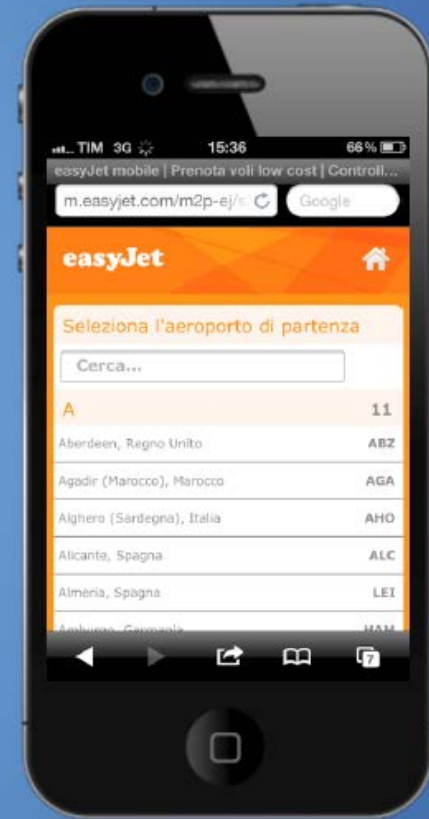 TIM 3G 15:36 66%
easyJet mobile | Prenota voli low cost | Controll...
m.easyjet.com/m2p-ej/s Google
easyJet
Seleziona l'aeroporto di partenza
Cerca...
A 11
Aberdeen, Regno Unito ABZ
Agadir (Marocco), Marocco AGA
Alghero (Sardegna), Italia AHO
Alicante, Spagna ALC
Almeria, Spagna LEI
Amburgo, Germania HAM
7